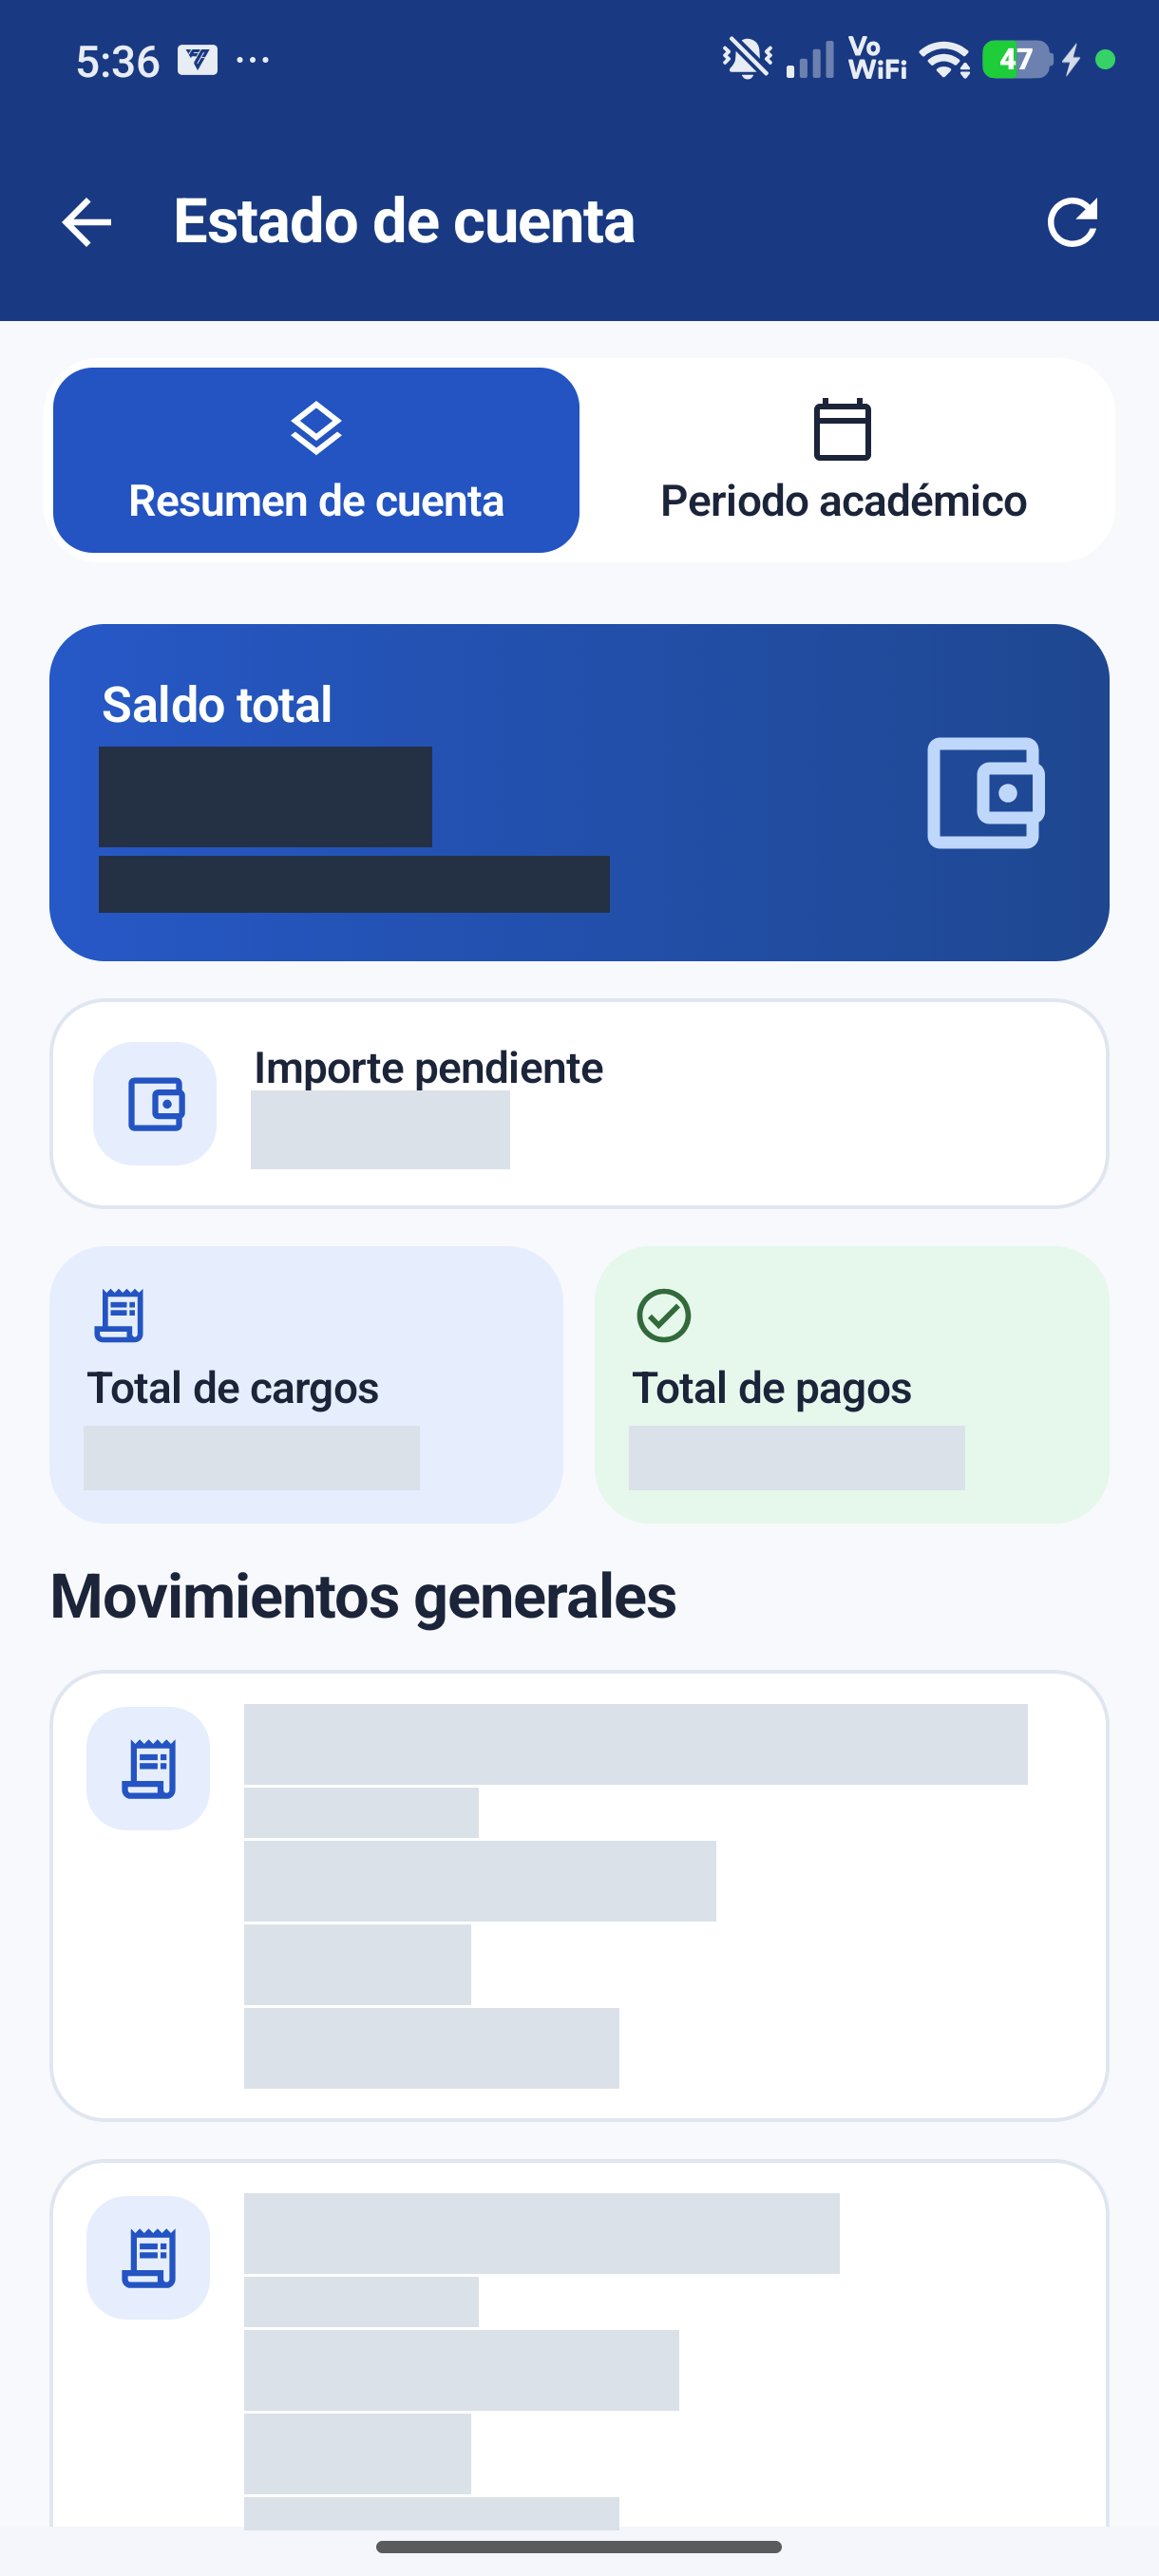 5:36
Vo
WiFi
47
Estado de cuenta
Resumen de cuenta
Periodo académico
Saldo total
Importe pendiente
Total de cargos
Total de pagos
Movimientos generales